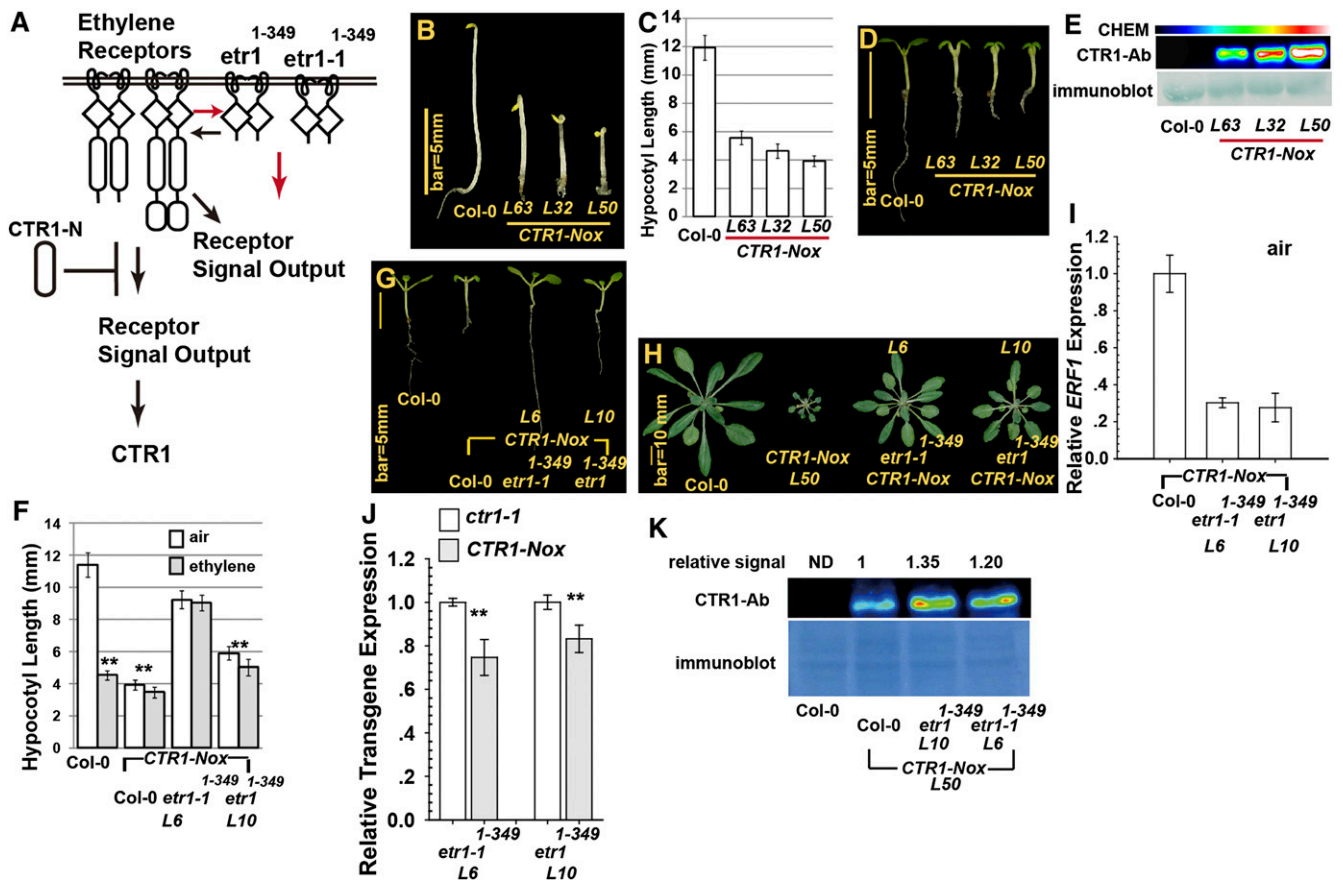 A
Ethylene
Receptors
1-349
etr1
1-349
etr1-1
CTR1-N
Receptor
Signal Output
Receptor
Signal Output
CTR1
B
bar=5mm
Col-0
L63 L32 L50
CTR1-Nox
C
Hypocotyl Length (mm)
14
12
10
8
6
4
2
0
Col-0
L63 L32 L50
CTR1-Nox
D
bar=5mm
Col-0
L63 L32 L50
CTR1-Nox
E
CHEM
CTR1-Ab
immunoblot
Col-0 L63 L32 L50
CTR1-Nox
G
bar=5mm
Col-0
L6 L10
CTR1-Nox
1-349 1-349
Col-0 etr1-1 etr1
H
bar=10 mm
Col-0
CTR1-Nox
L50
L6
1-349
etr1-1
CTR1-Nox
L10
1-349
etr1
CTR1-Nox
I
air
Relative ERF1 Expression
1.2
1.0
.8
.6
.4
.2
0.0
CTR1-Nox
Col-0
1-349 1-349
etr1-1 etr1
L6 L10
F
Hypocotyl Length (mm)
14
12
10
8
6
4
2
0
air
ethylene
** ** **
Col-0
CTR1-Nox
1-349 1-349
Col-0 etr1-1 etr1
L6 L10
J
ctr1-1
CTR1-Nox
Relative Transgene Expression
1.2
1.0
.8
.6
.4
.2
0.0
** **
1-349 1-349
etr1-1 etr1
L6 L10
K
relative signal ND 1 1.35 1.20
CTR1-Ab
immunoblot
Col-0
1-349 1-349
Col-0 etr1 etr1-1
L10 L6
CTR1-Nox
L50